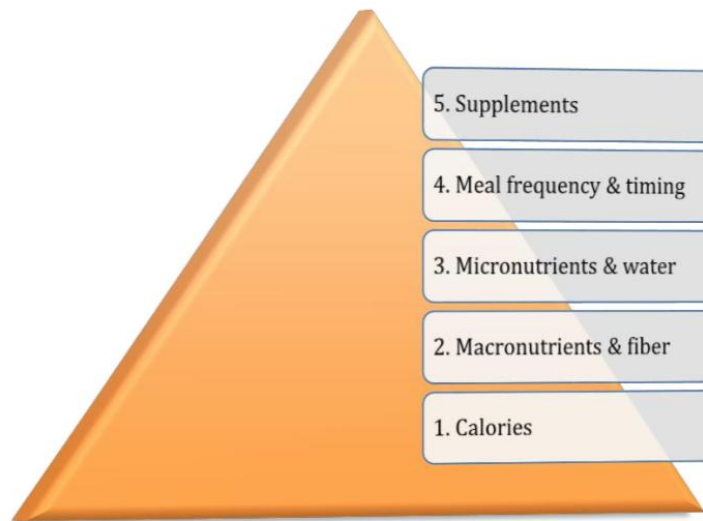 5. Supplements
4. Meal frequency & timing
3. Micronutrients & water
2. Macronutrients & fiber
1. Calories